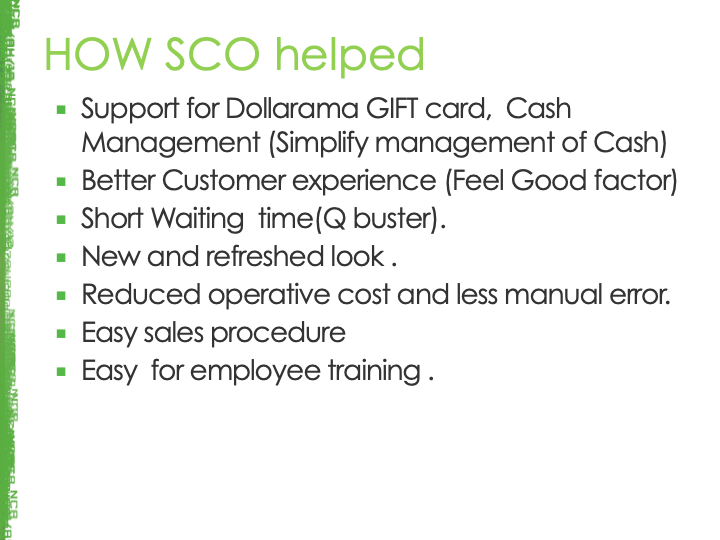 HOW SCO helped
▪ Support for Dollarama GIFT card,  Cash
Management (Simplify management of Cash)
▪ Better Customer experience (Feel Good factor)
▪ Short Waiting  time(Q buster).
▪ New and refreshed look .
▪ Reduced operative cost and less manual error.
▪ Easy sales procedure
▪ Easy  for employee training .